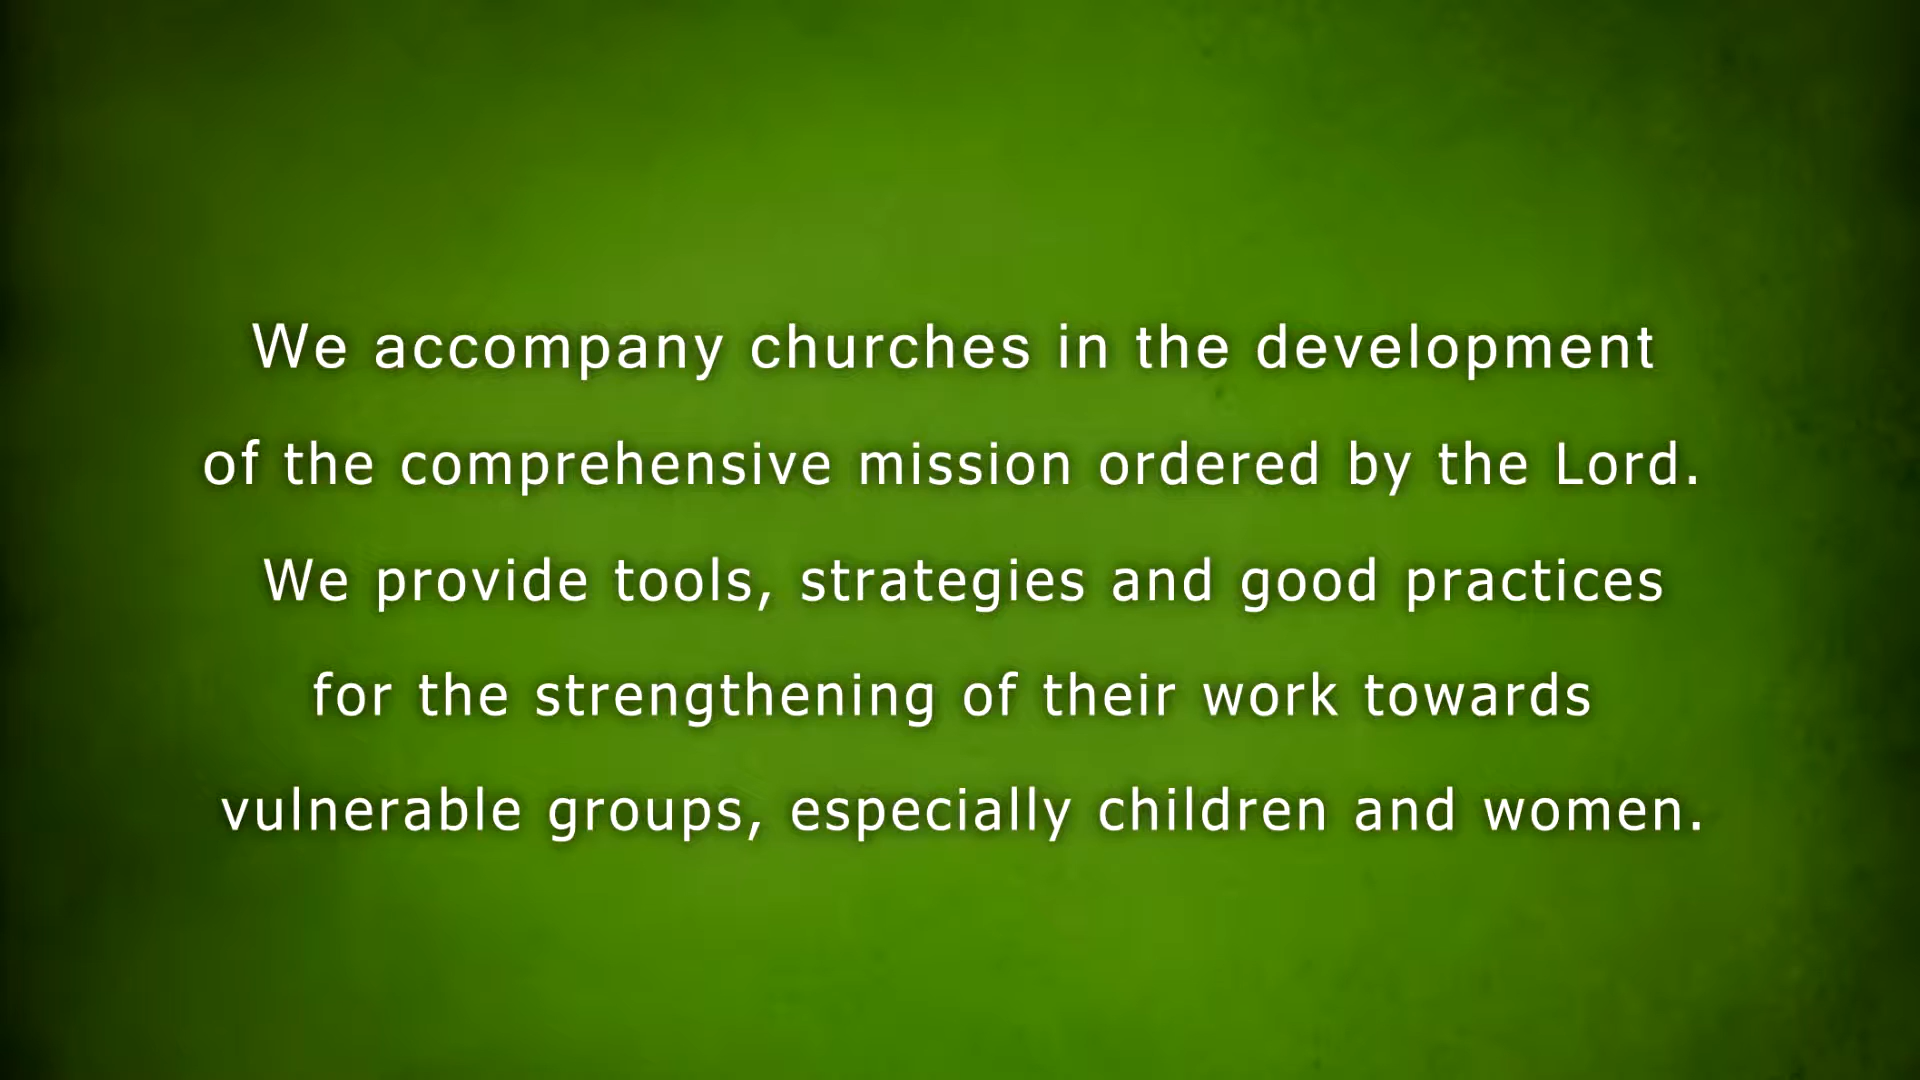 We accompany churches in the development
of the comprehensive mission ordered by the Lord.
We provide tools, strategies and good practices
for the strengthening of their work towards
vulnerable groups, especially children and women.